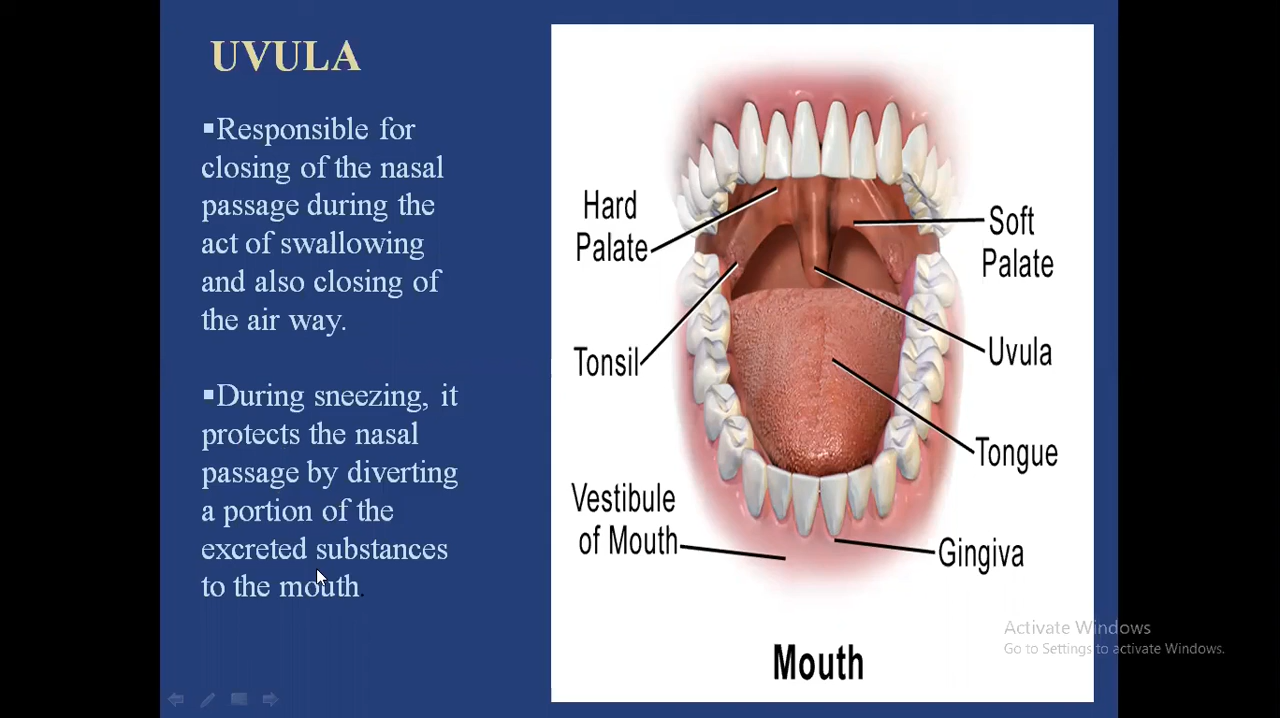 UVULA
▪Responsible for
closing of the nasal
passage during the
act of swallowing
and also closing of
the air way.
▪During sneezing, it
protects the nasal
passage by diverting
a portion of the
excreted substances
to the mouth.
Hard
Palate
Tonsil
Vestibule
of Mouth
Soft
Palate
Uvula
Tongue
Gingiva
Mouth
Activate Windows
Go to Settings to activate Windows.